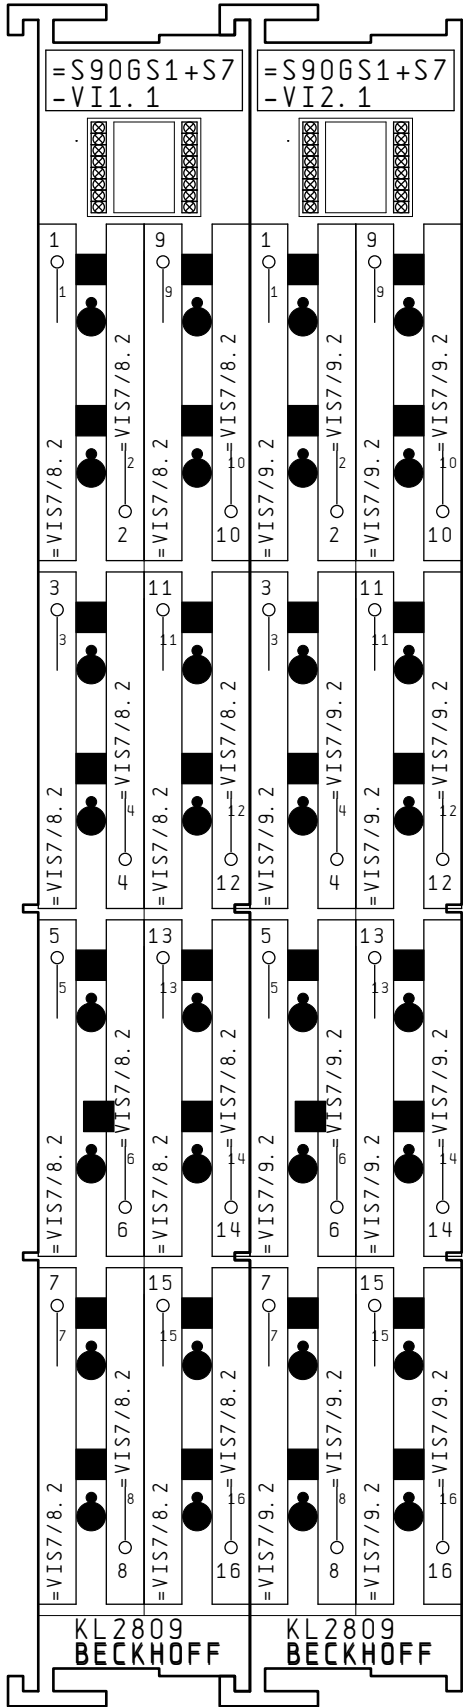 =S90GS1+S7
-VI1.1
=S90GS1+S7
-VI2.1
1
9
1
9
1
9
1
9
=VIS7/8.2
=VIS7/8.2
=VIS7/8.2
=VIS7/8.2
=VIS7/9.2
=VIS7/9.2
=VIS7/9.2
=VIS7/9.2
2
10
2
10
2
10
2
10
3
11
3
11
3
11
3
11
=VIS7/8.2
=VIS7/8.2
=VIS7/8.2
=VIS7/8.2
=VIS7/9.2
=VIS7/9.2
=VIS7/9.2
=VIS7/9.2
4
12
4
12
4
12
4
12
5
13
5
13
5
13
5
13
=VIS7/8.2
=VIS7/8.2
=VIS7/8.2
=VIS7/8.2
=VIS7/9.2
=VIS7/9.2
=VIS7/9.2
=VIS7/9.2
6
14
6
14
6
14
6
14
7
15
7
15
7
15
7
15
=VIS7/8.2
=VIS7/8.2
=VIS7/8.2
=VIS7/8.2
=VIS7/9.2
=VIS7/9.2
=VIS7/9.2
=VIS7/9.2
8
16
8
16
8
16
8
16
KL2809
BECKHOFF
KL2809
BECKHOFF